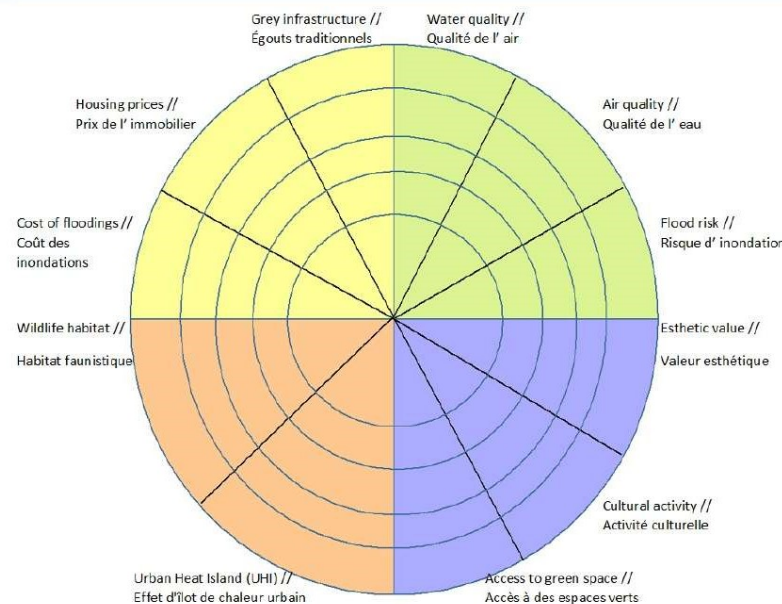 Grey infrastructure //
Égouts traditionnels
Water quality //
Qualité de l’ air
Housing prices //
Prix de l’ immobilier
Air quality //
Qualité de l’ eau
Cost of floodings //
Coût des
inondations
Flood risk //
Risque d’ inondation
Wildlife habitat //
Habitat faunistique
Esthetic value //
Valeur esthétique
Cultural activity //
Activité culturelle
Urban Heat Island (UHI) //
Effet d’îlot de chaleur urbain
Access to green space //
Accès à des espaces verts